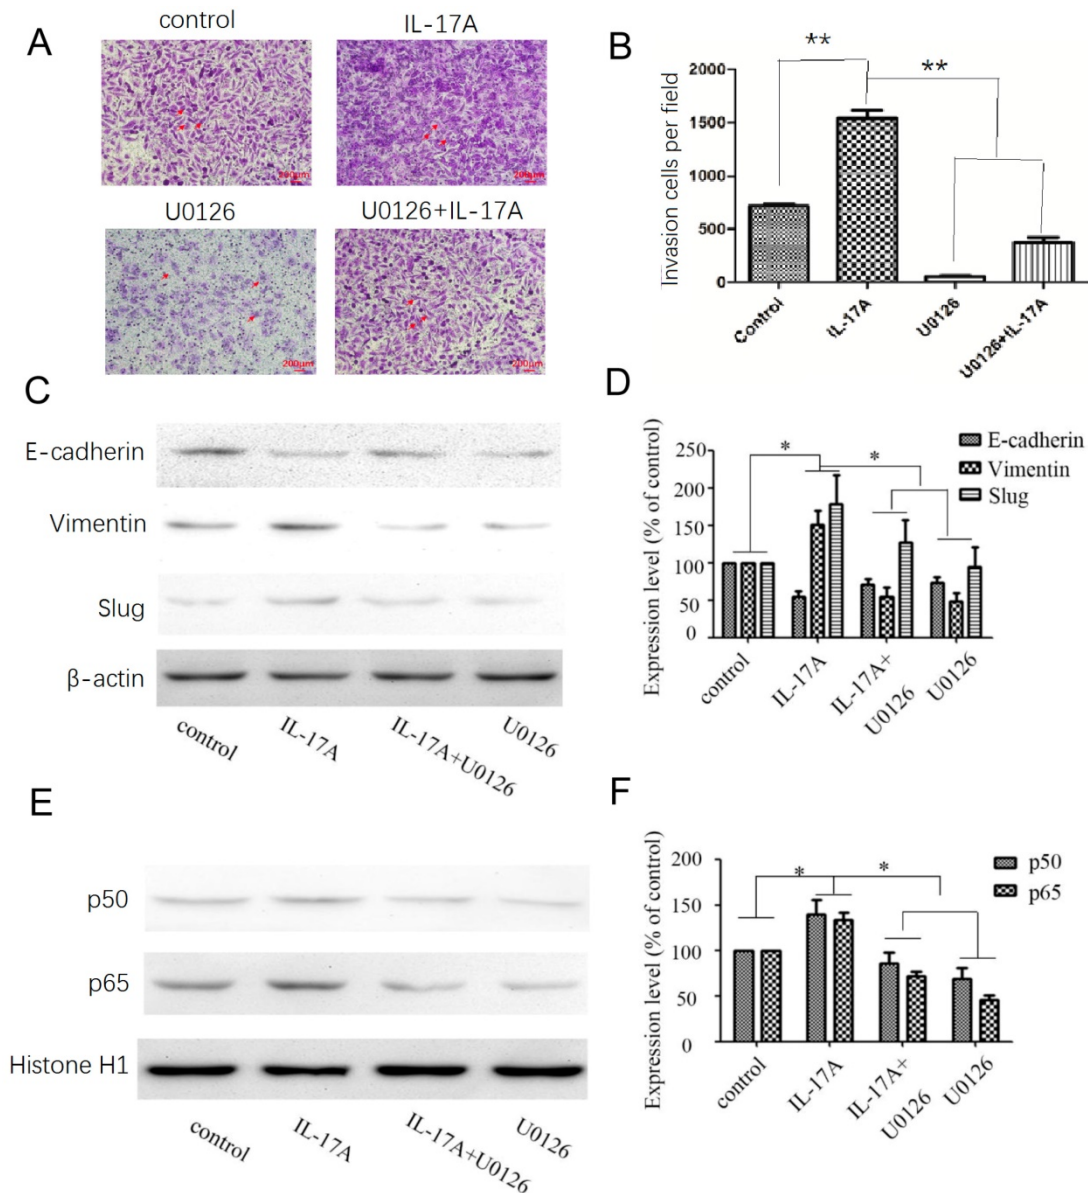 A
control
IL-17A
200μm
200μm
U0126
U0126+IL-17A
200μm
200μm
B
Invasion cells per field
2000
1500
1000
500
0
**
**
Control
IL-17A
U0126
U0126+IL-17A
C
E-cadherin
Vimentin
Slug
β-actin
control
IL-17A
IL-17A+U0126
U0126
D
Expression level (% of control)
250
200
150
100
50
0
*
*
E-cadherin
Vimentin
Slug
control
IL-17A
IL-17A+
U0126
U0126
E
p50
p65
Histone H1
control
IL-17A
IL-17A+U0126
U0126
F
Expression level (% of control)
200
150
100
50
0
*
*
p50
p65
control
IL-17A
IL-17A+
U0126
U0126